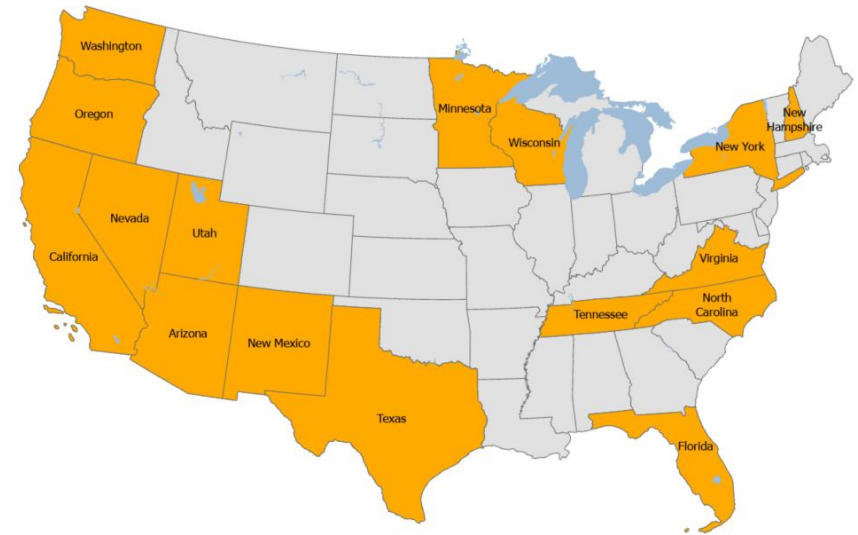 Washington
Oregon
Minnesota
Wisconsin
New
Hampshire
New York
Nevada
Utah
California
Virginia
North
Carolina
Tennessee
Arizona
New Mexico
Texas
Florida